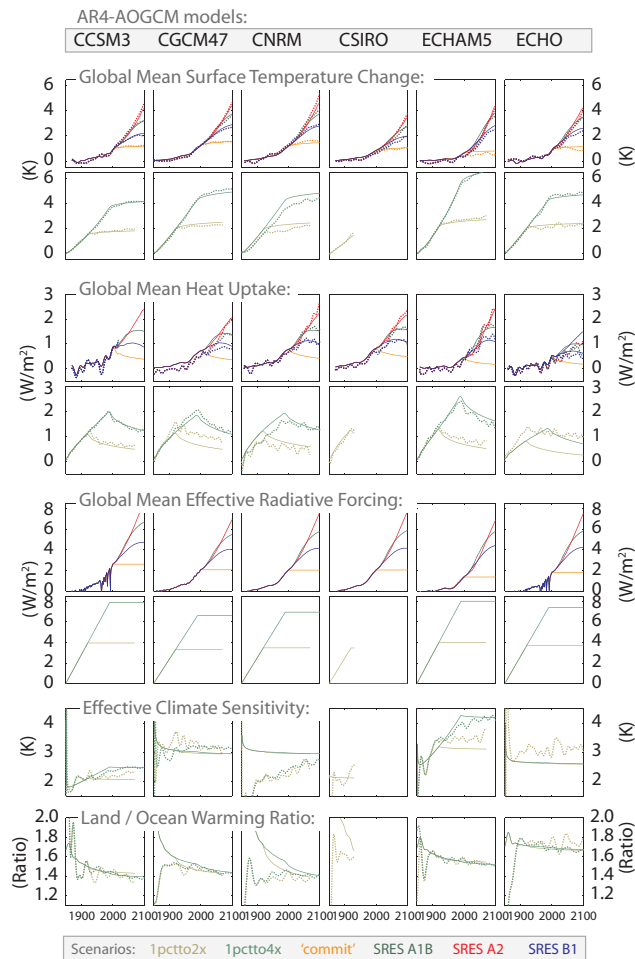 AR4-AOGCM models:
CCSM3 CGCM47 CNRM CSIRO ECHAM5 ECHO
Global Mean Surface Temperature Change:
6 6
4 4
2 2
0 0
(K) (K)
6 6
4 4
2 2
0 0
Global Mean Heat Uptake:
3 3
2 2
1 1
0 0
(W/m²) (W/m²)
3 3
2 2
1 1
0 0
Global Mean Effective Radiative Forcing:
8 8
6 6
4 4
2 2
0 0
(W/m²) (W/m²)
8 8
6 6
4 4
2 2
0 0
Effective Climate Sensitivity:
4 4
3 3
2 2
(K) (K)
Land / Ocean Warming Ratio:
2.0 2.0
1.8 1.8
1.6 1.6
1.4 1.4
1.2 1.2
(Ratio) (Ratio)
1900 2000 1900 2000 1900 2000 1900 2000 1900 2000 1900 2000 2100
Scenarios: 1pctto2x 1pctto4x 'commit' SRES A1B SRES A2 SRES B1